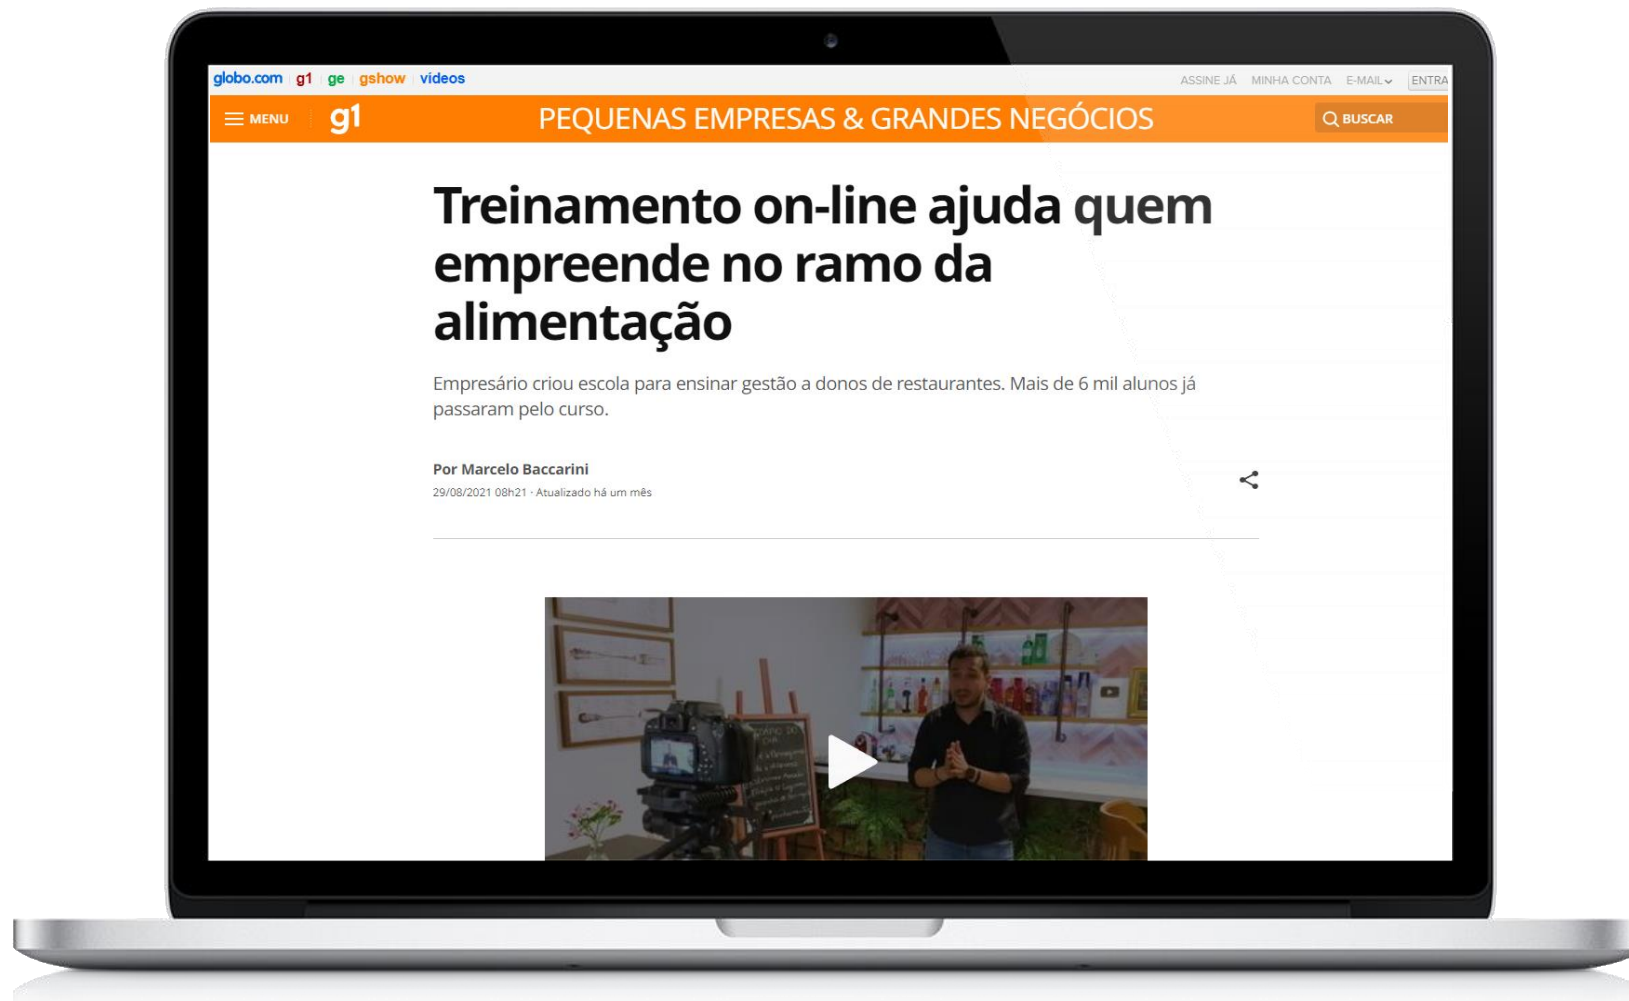 globo.com g1 ge gshow vídeos ASSINE JÁ MINHA CONTA E-MAIL ENTRA
MENU g1 PEQUENAS EMPRESAS & GRANDES NEGÓCIOS BUSCAR
Treinamento on-line ajuda quem
empreende no ramo da
alimentação
Empresário criou escola para ensinar gestão a donos de restaurantes. Mais de 6 mil alunos já
passaram pelo curso.
Por Marcelo Baccarini
29/08/2021 08h21 · Atualizado há um mês